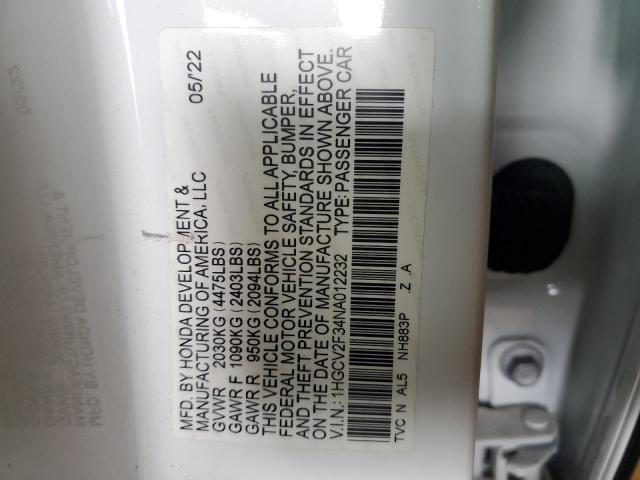 MFD. BY HONDA DEVELOPMENT &
MANUFACTURING OF AMERICA, LLC 05/'22
GVWR 2030KG (4475LBS)
GAWR F 1090KG (2403LBS)
GAWR R 950KG (2094LBS)
THIS VEHICLE CONFORMS TO ALL APPLICABLE
FEDERAL MOTOR VEHICLE SAFETY, BUMPER,
AND THEFT PREVENTION STANDARDS IN EFFECT
ON THE DATE OF MANUFACTURE SHOWN ABOVE.
V.I.N.: 1HGCV2F34NA012232 TYPE: PASSENGER CAR
TVC N AL5 NH883P .Z .A